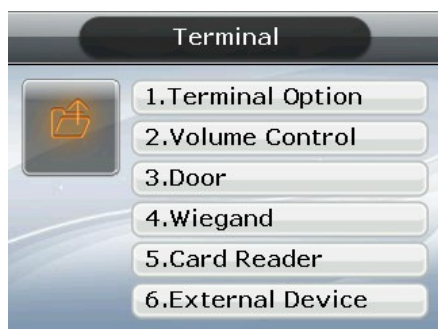 Terminal
1.Terminal Option
2.Volume Control
3.Door
4.Wiegand
5.Card Reader
6.External Device